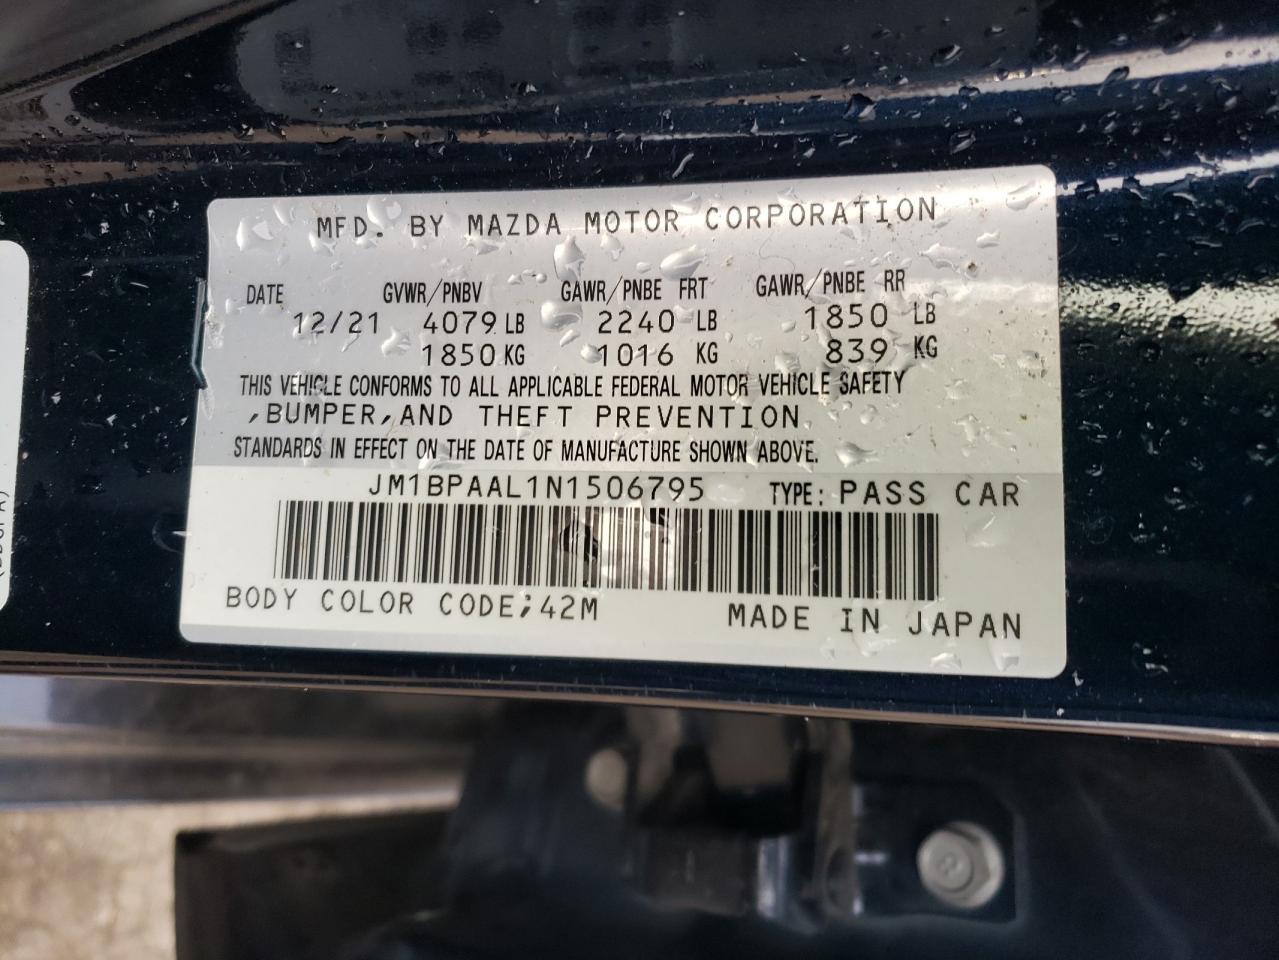 MFD. BY MAZDA MOTOR CORPORATION
DATE GVWR/PNBV GAWR/PNBE FRT GAWR/PNBE RR
12/21 4079 LB 2240 LB 1850 LB
1850 KG 1016 KG 839 KG
THIS VEHICLE CONFORMS TO ALL APPLICABLE FEDERAL MOTOR VEHICLE SAFETY
,BUMPER,AND THEFT PREVENTION
STANDARDS IN EFFECT ON THE DATE OF MANUFACTURE SHOWN ABOVE.
JM1BPAAL1N1506795 TYPE: PASS CAR
BODY COLOR CODE;42M MADE IN JAPAN